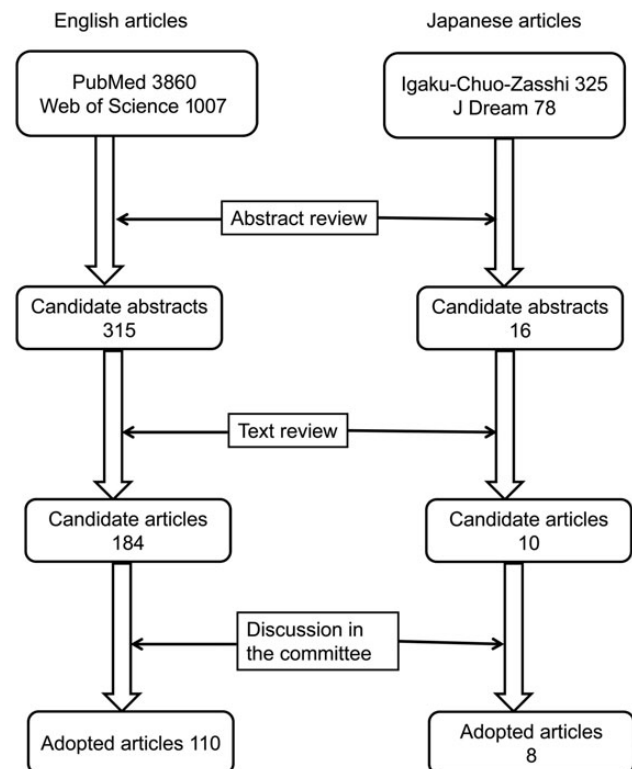 English articles
Japanese articles
PubMed 3860
Web of Science 1007
Igaku-Chuo-Zasshi 325
J Dream 78
Abstract review
Candidate abstracts
315
Candidate abstracts
16
Text review
Candidate articles
184
Candidate articles
10
Discussion in
the committee
Adopted articles 110
Adopted articles
8